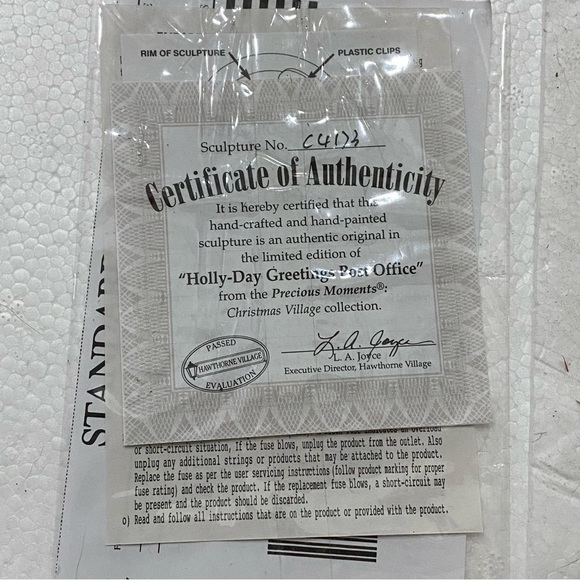 RIM OF SCULPTURE
PLASTIC CLIPS
Sculpture No. C4173
Certificate of Authenticity
It is hereby certified that this
hand-crafted and hand-painted
sculpture is an authentic original in
the limited edition of
"Holly-Day Greetings Post Office"
from the Precious Moments®:
Christmas Village collection.
PASSED
HAWTHORNE VILLAGE
EVALUATION
L. A. Joyce
L. A. Joyce
Executive Director, Hawthorne Village
or short-circuit situation, If the fuse blows, unplug the product from the outlet. Also
unplug any additional strings or products that may be attached to the product.
Replace the fuse as per the user servicing instructions (follow product marking for proper
fuse rating) and check the product. If the replacement fuse blows, a short-circuit may
be present and the product should be discarded.
o) Read and follow all instructions that are on the product or provided with the product.